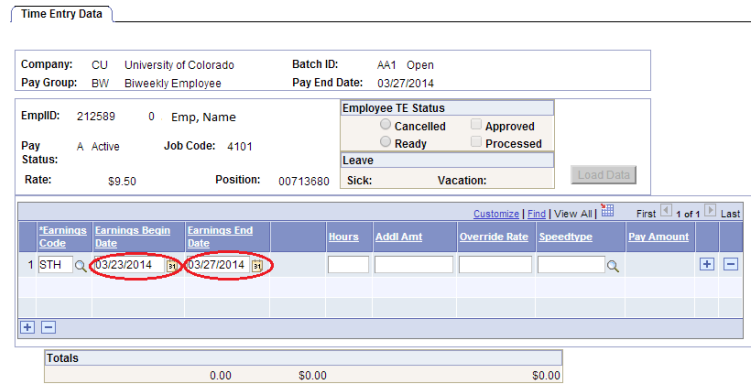 Time Entry Data
Company: CU University of Colorado Batch ID: AA1 Open
Pay Group: BW Biweekly Employee Pay End Date: 03/27/2014
EmplID: 212589 0 Emp, Name
Employee TE Status
Cancelled Approved
Ready Processed
Pay Status: A Active Job Code: 4101
Leave
Rate: $9.50 Position: 00713680 Sick: Vacation: Load Data
Customize | Find | View All | First 1 of 1 Last
*Earnings Code Earnings Begin Date Earnings End Date Hours Addl Amt Override Rate Speedtype Pay Amount
1 STH 03/23/2014 31 03/27/2014 31
Totals
0.00 $0.00 $0.00